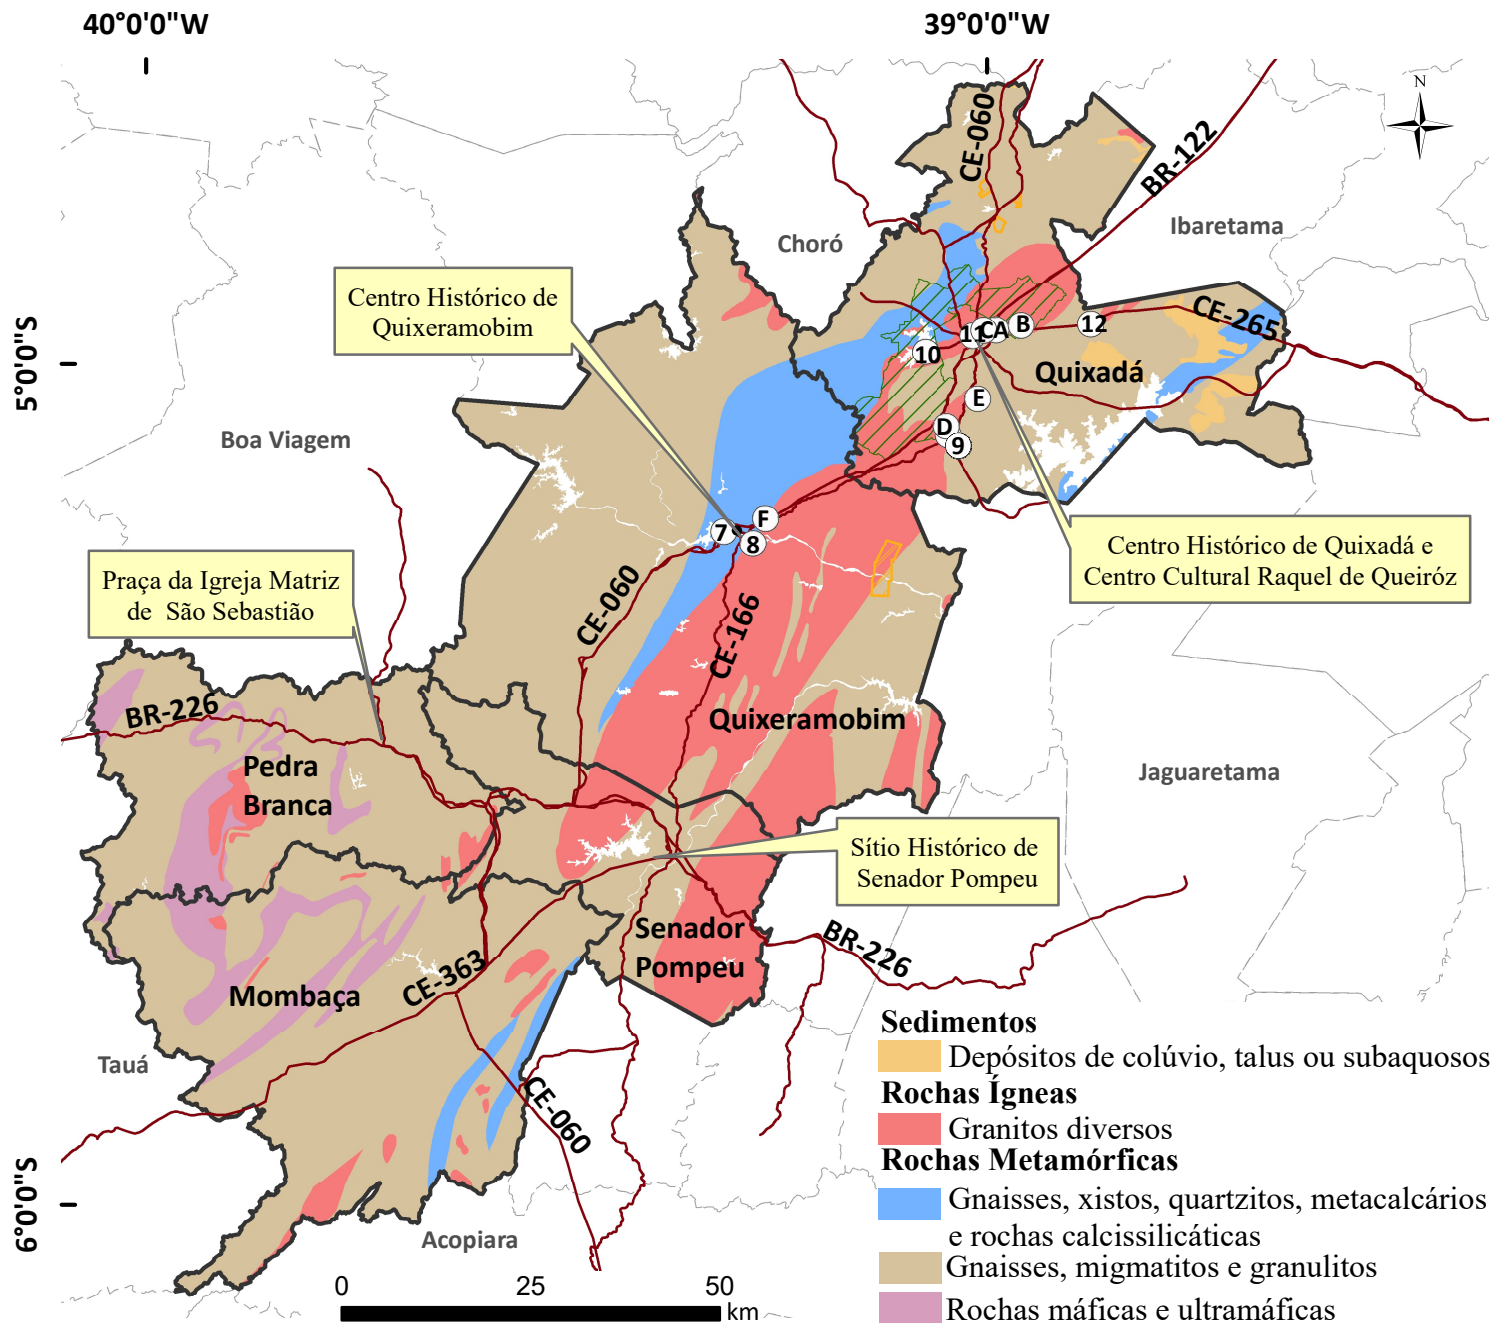 40°0'0"W
39°0'0"W
N
CE-060
BR-122
Ibaretama
Choró
Centro Histórico de
Quixeramobim
CE-265
5°0'0"S
11
C
A
B
12
10
Quixadá
E
D
9
Boa Viagem
F
7
8
Centro Histórico de Quixadá e
Centro Cultural Raquel de Queiróz
Praça da Igreja Matriz
de São Sebastião
CE-060
CE-166
BR-226
Quixeramobim
Pedra
Branca
Jaguaretama
Sítio Histórico de
Senador Pompeu
Senador
Pompeu
BR-226
CE-363
Mombaça
Tauá
CE-060
6°0'0"S
Acopiara
Sedimentos
Depósitos de colúvio, talus ou subaquosos
Rochas Ígneas
Granitos diversos
Rochas Metamórficas
Gnaisses, xistos, quartzitos, metacalcários
e rochas calcissilicáticas
Gnaisses, migmatitos e granulitos
Rochas máficas e ultramáficas
0
25
50
km